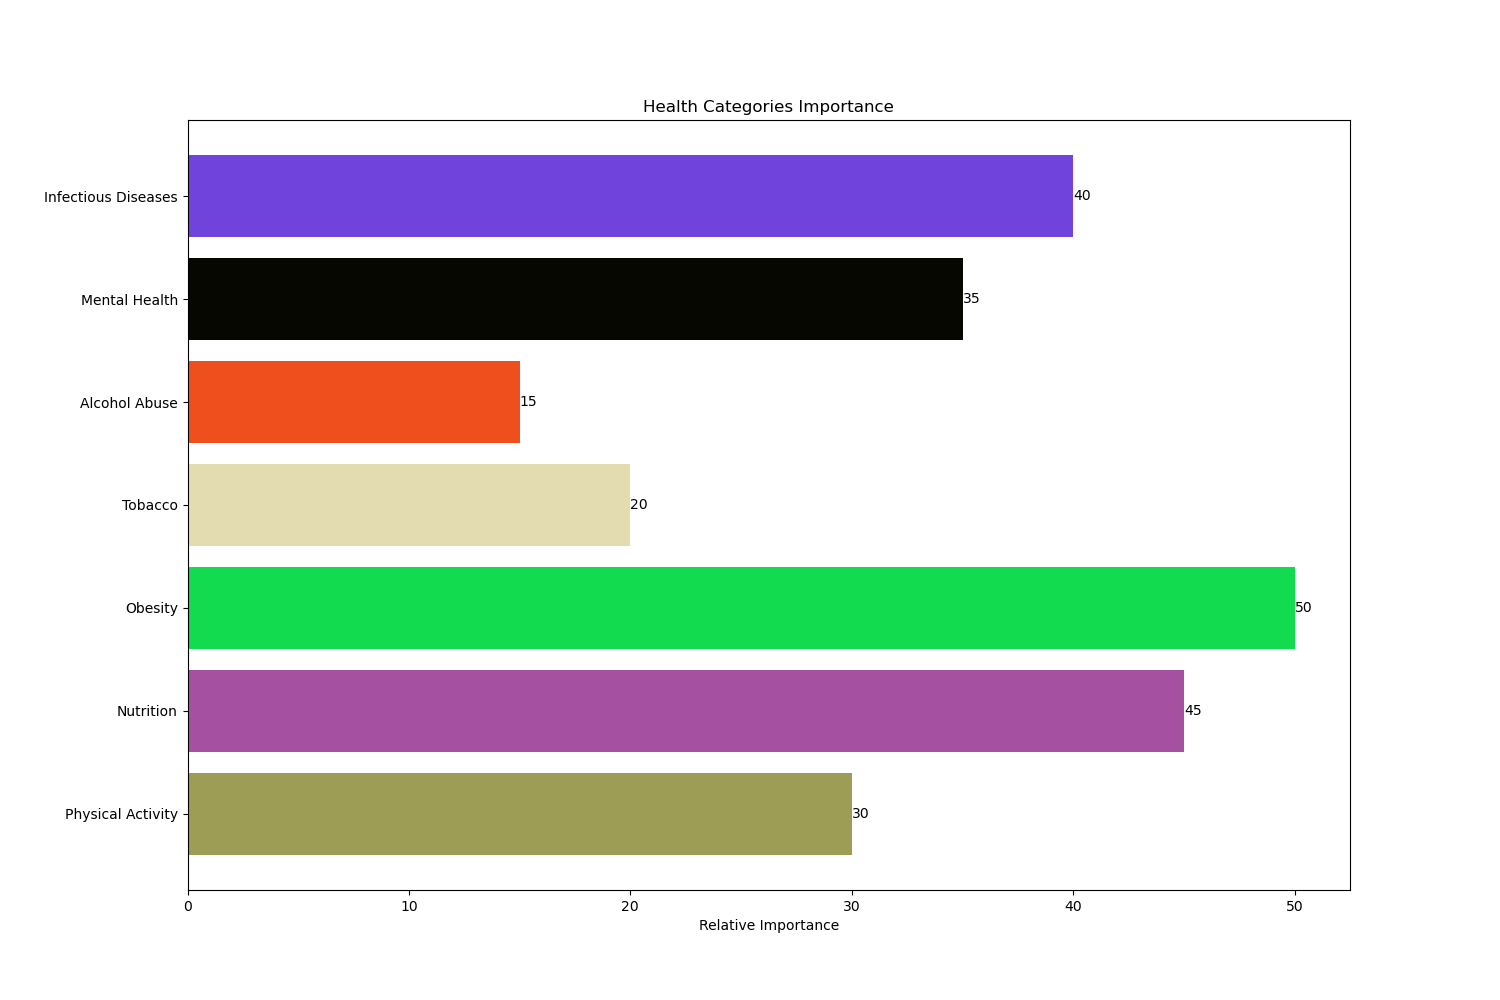 Health Categories Importance
Infectious Diseases
40
Mental Health
35
Alcohol Abuse
15
Tobacco
20
Obesity
50
Nutrition
45
Physical Activity
30
0 10 20 30 40 50
Relative Importance